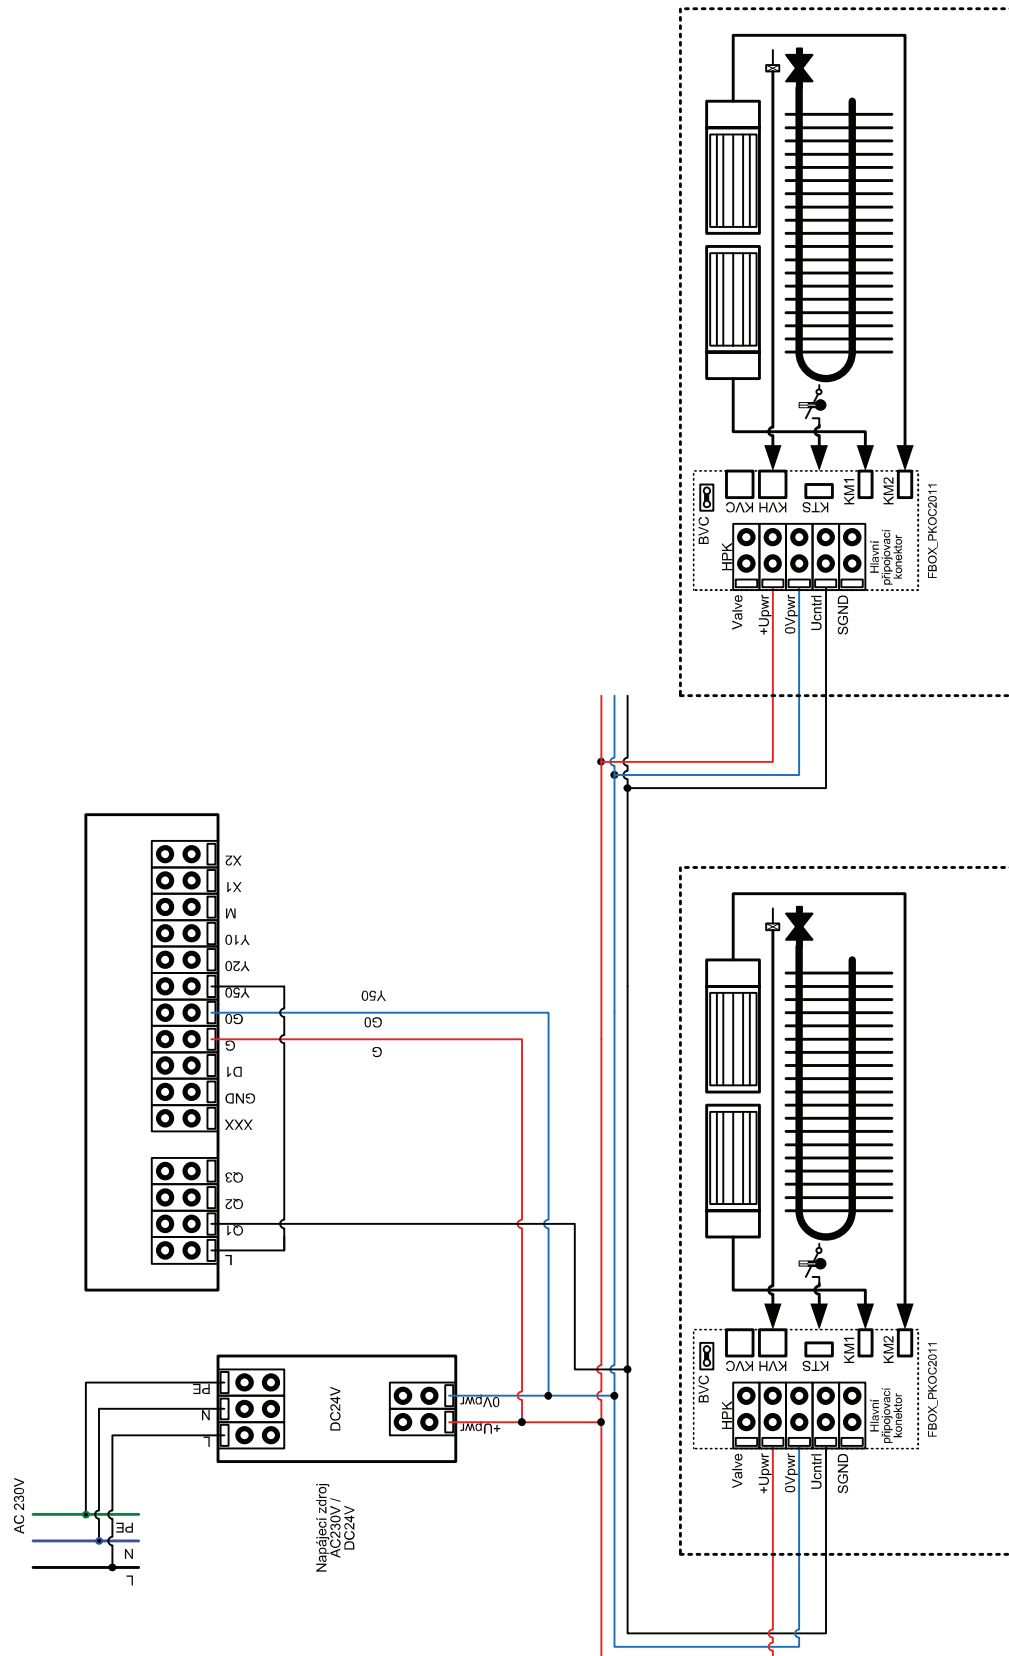 BVC
KVC
KVH
KTS
KM1
KM2
HPK
Hlavní
připojovací
konektor
FBOX_PKOC2011
Valve
+Upwr
0Vpwr
Ucntrl
SGND
X2
X1
M
Y10
Y20
Y50
G0
G
D1
GND
XXX
Q3
Q2
Q1
L
Y50
G0
G
BVC
KVC
KVH
KTS
KM1
KM2
HPK
Hlavní
připojovací
konektor
FBOX_PKOC2011
Valve
+Upwr
0Vpwr
Ucntrl
SGND
PE
N
L
DC24V
0Vpwr
+Upwr
Napájecí zdroj
AC230V /
DC24V
AC 230V
PE
N
L